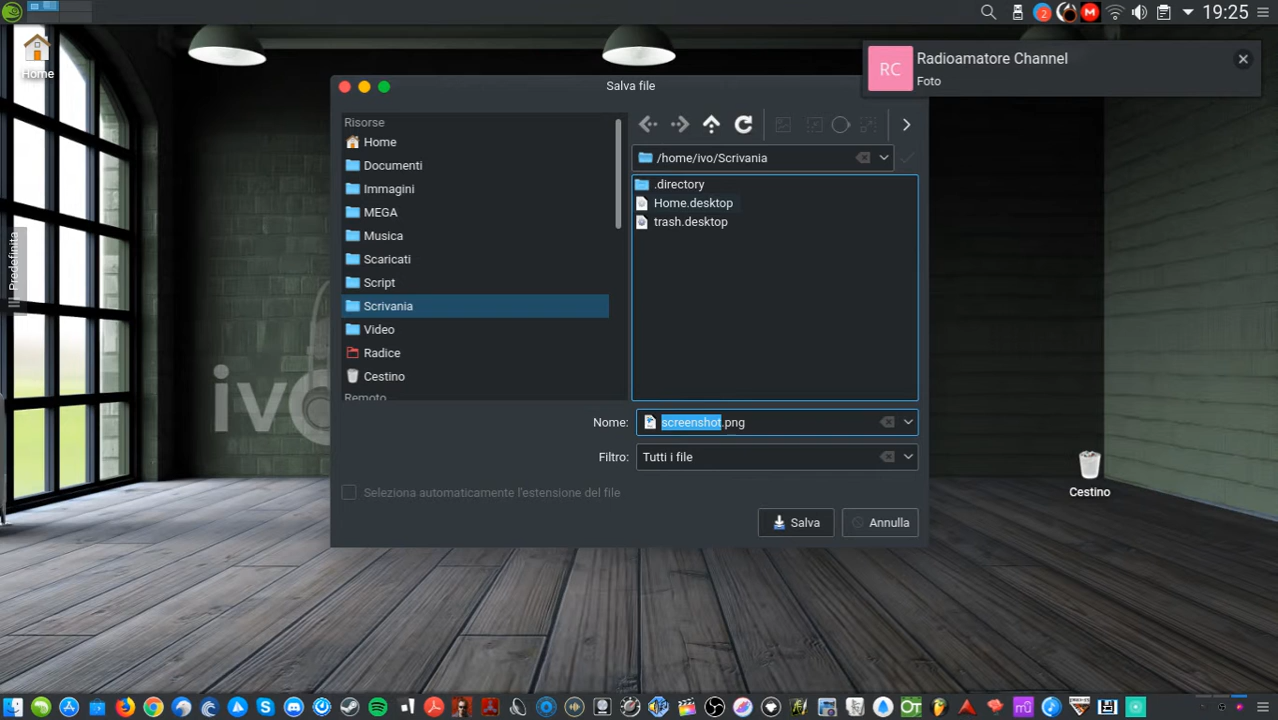 2
19:25
Home
Salva file
RC
Radioamatore Channel
Foto
Predefinita
Risorse
Home
Documenti
Immagini
MEGA
Musica
Scaricati
Script
Scrivania
Video
Radice
Cestino
Remoto
/home/ivo/Scrivania
.directory
Home.desktop
trash.desktop
ivo
Nome:
screenshot.png
Filtro:
Tutti i file
Seleziona automaticamente l'estensione del file
Salva
Annulla
Cestino